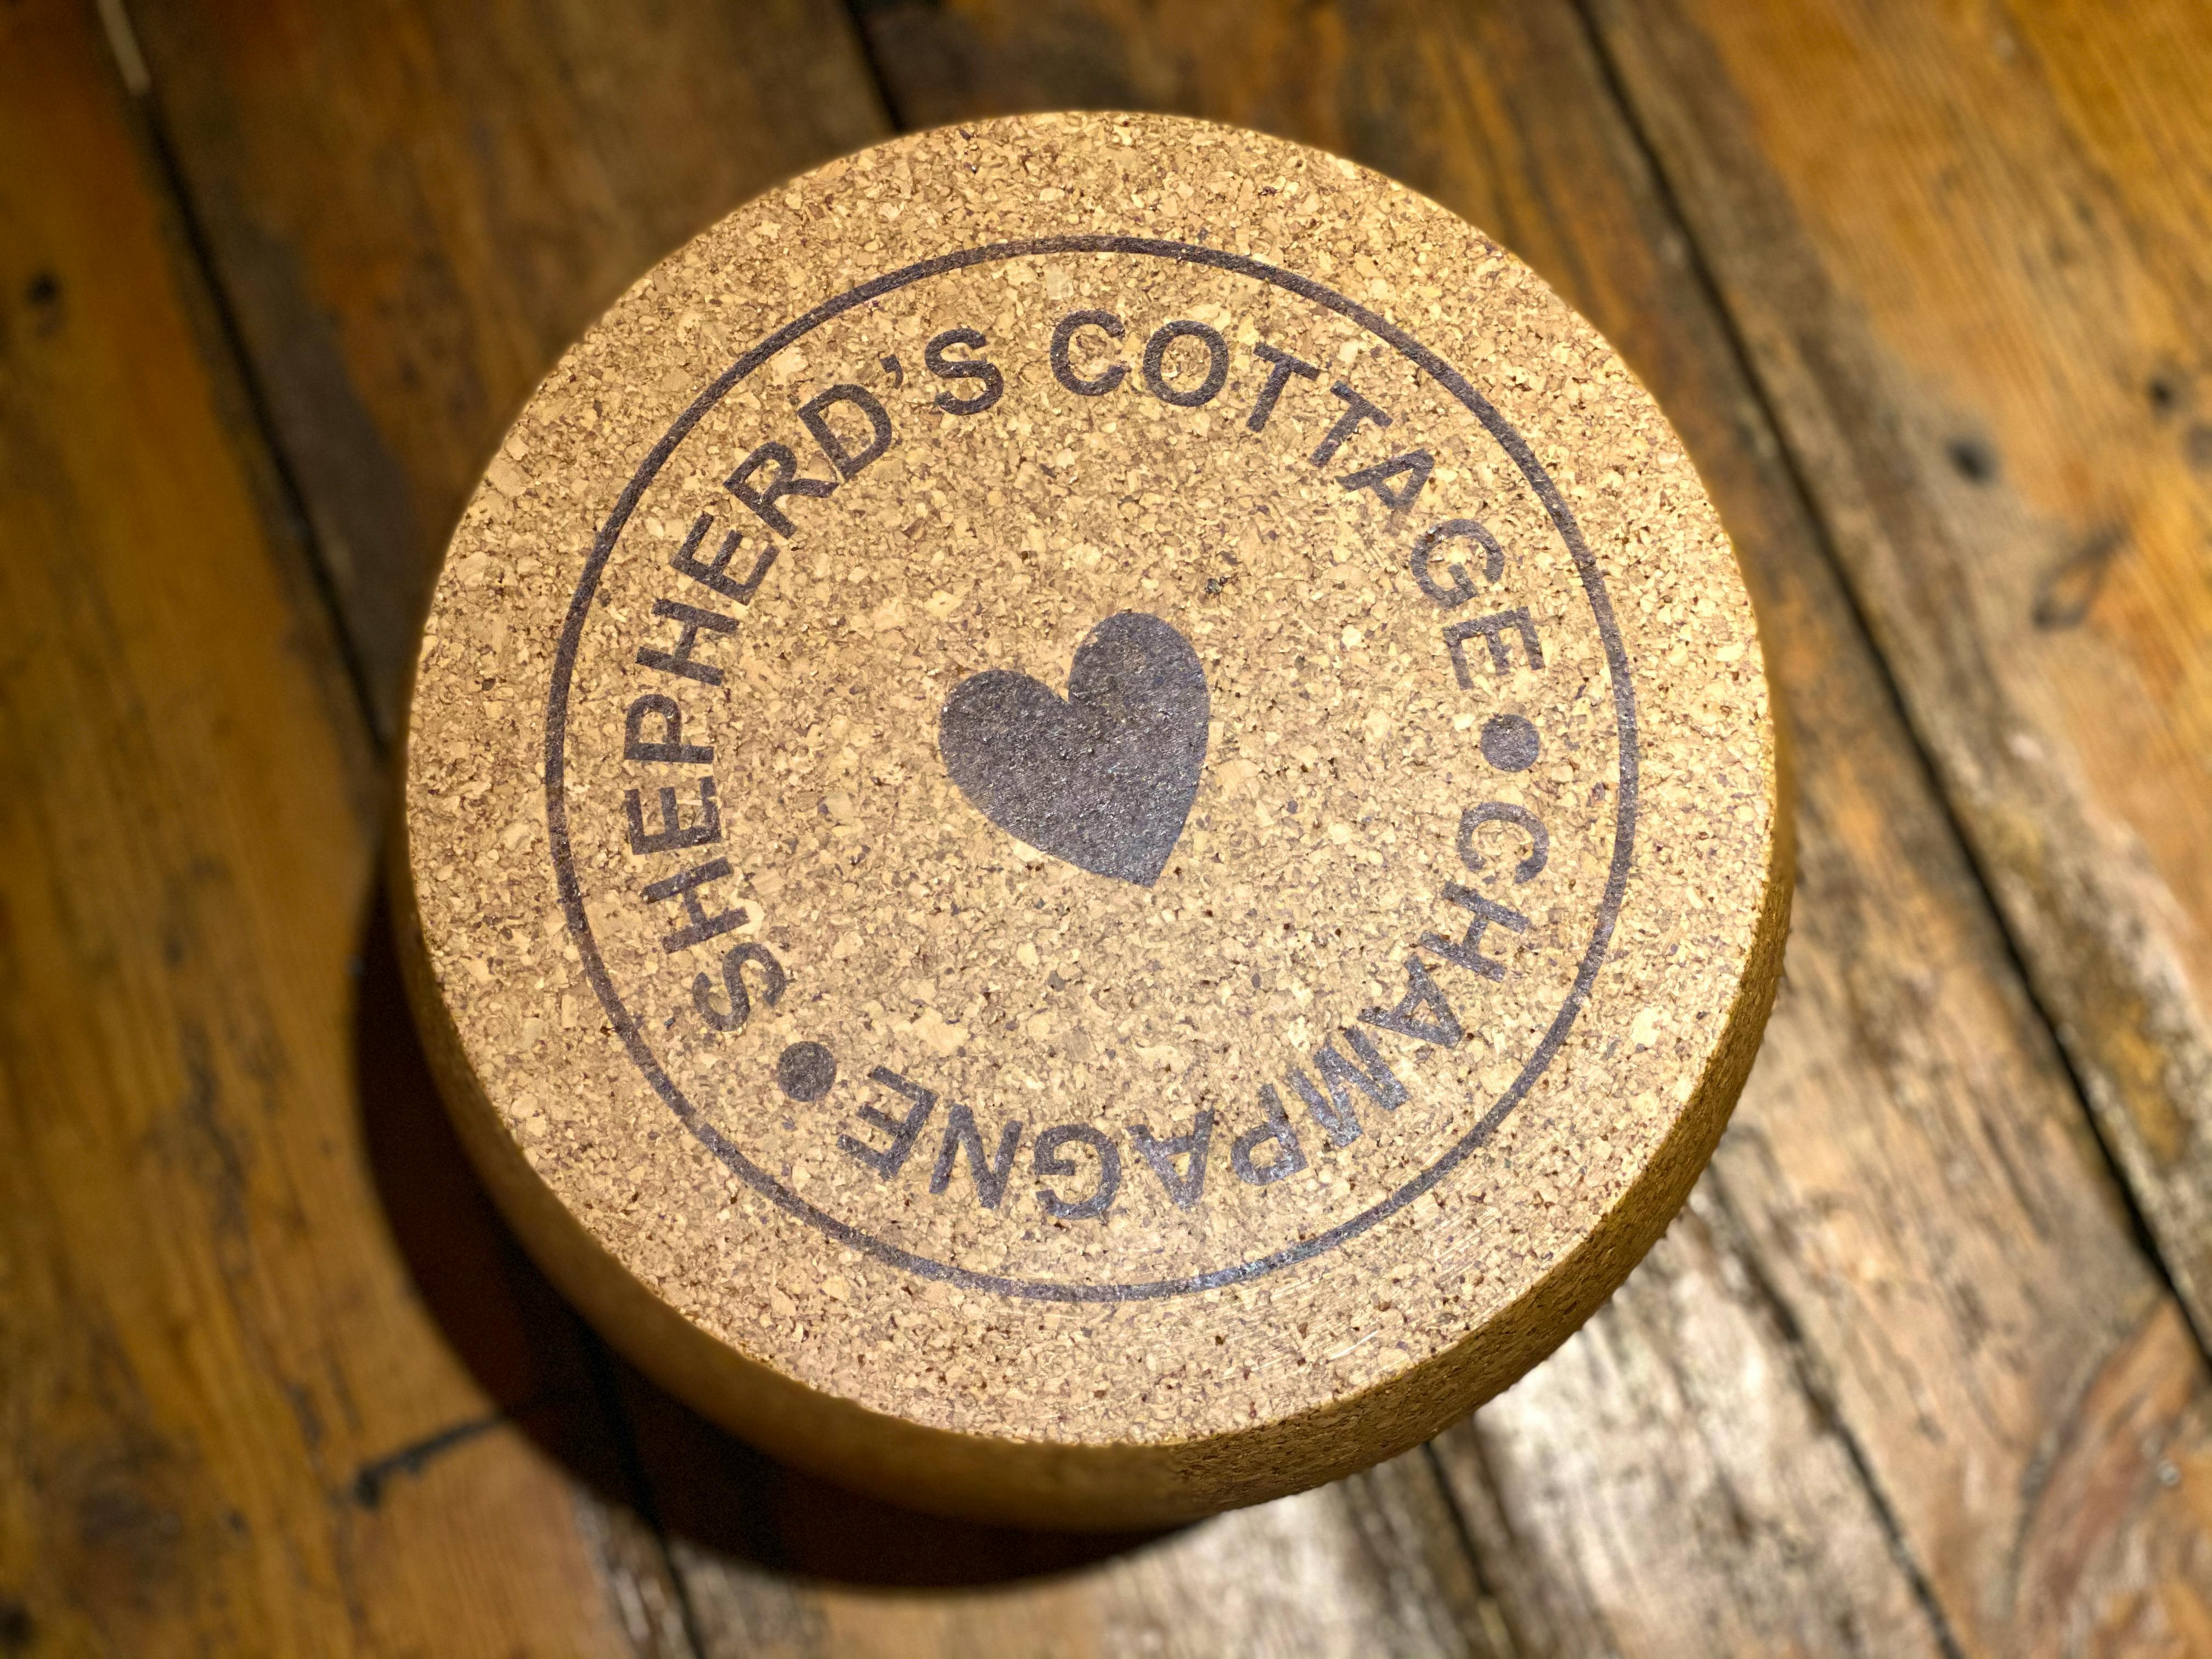 SHEPHERD'S COTTAGE • CHAMPAGNE •